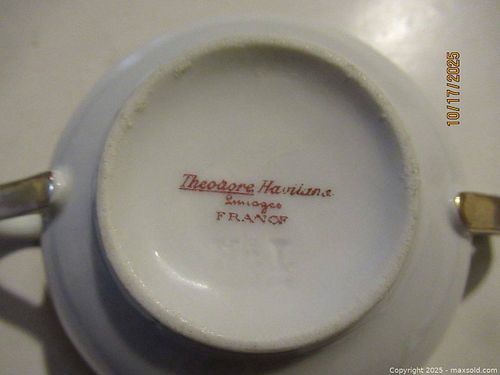 10/17/2025
Theodore Haviland
Limoges
FRANCE
Copyright 2025 - maxsold.com